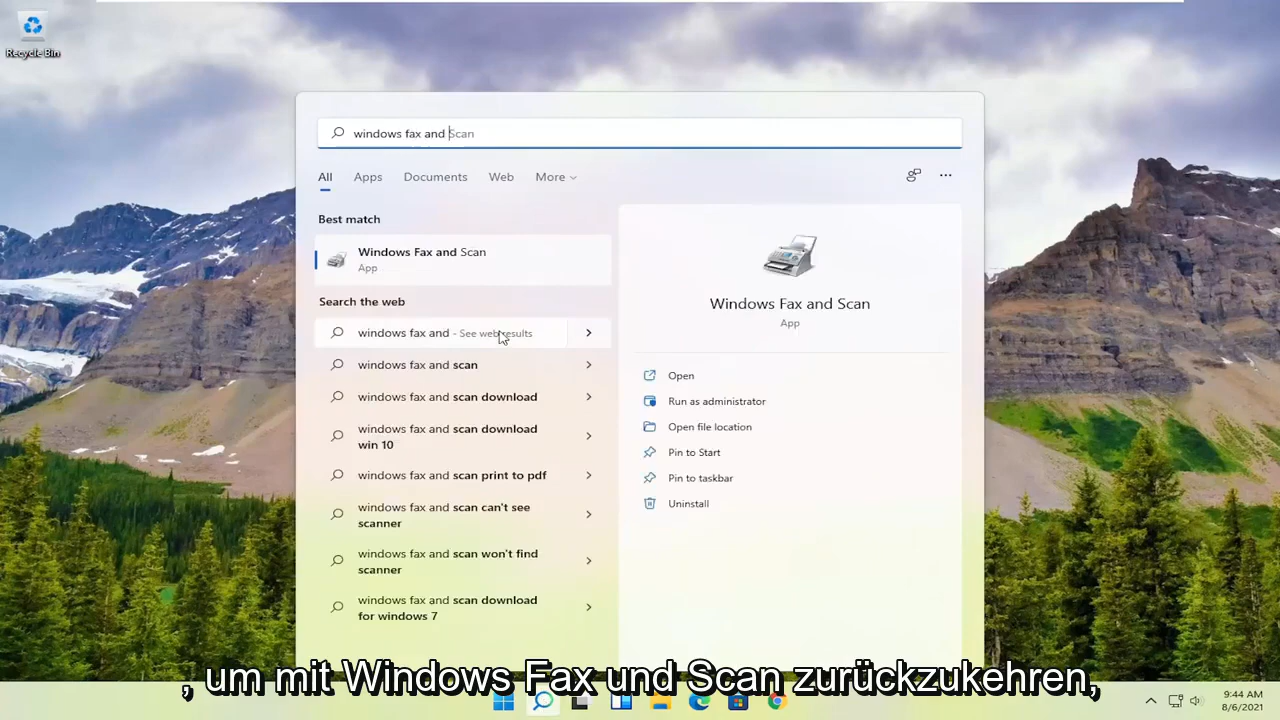 Recycle Bin
windows fax and Scan
All Apps Documents Web More
Best match
Windows Fax and Scan
App
Search the web
windows fax and - See web results
windows fax and scan
windows fax and scan download
windows fax and scan download
win 10
windows fax and scan print to pdf
windows fax and scan can't see
scanner
windows fax and scan won't find
scanner
windows fax and scan download
for windows 7
Windows Fax and Scan
App
Open
Run as administrator
Open file location
Pin to Start
Pin to taskbar
Uninstall
, um mit Windows Fax und Scan zurückzukehren,
9:44 AM
8/6/2021